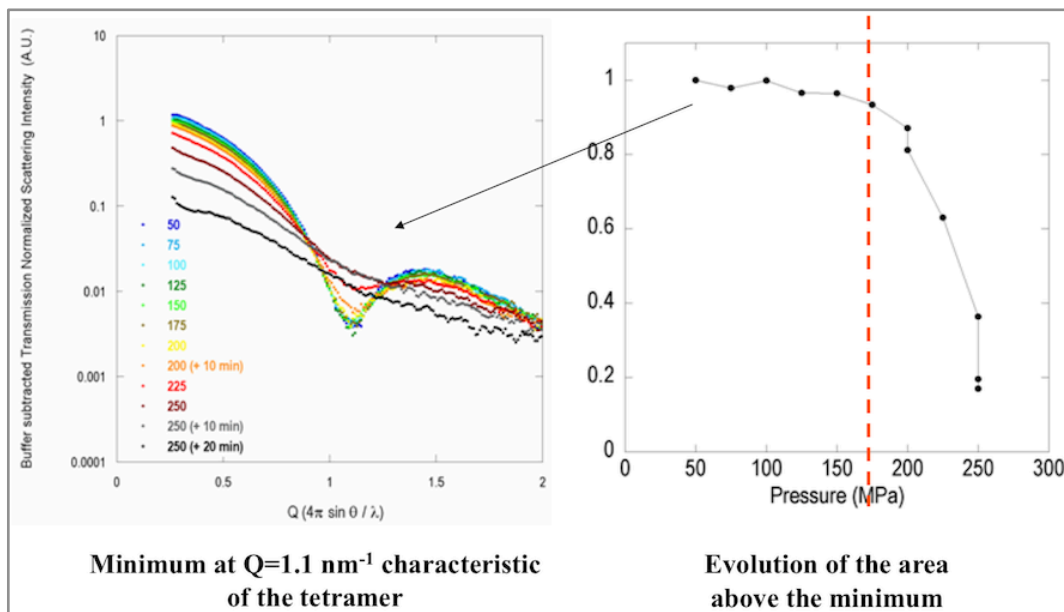 10
1
0.1
0.01
0.001
0.0001
Buffer subtracted Transmission Normalized Scattering Intensity (A.U.)
50
75
100
125
150
175
200
200 (+ 10 min)
225
250
250 (+ 10 min)
250 (+ 20 min)
0 0.5 1 1.5 2
Q (4π sin θ / λ)
Minimum at Q=1.1 nm-1 characteristic
of the tetramer
1
0.8
0.6
0.4
0.2
0
0 50 100 150 200 250 300
Pressure (MPa)
Evolution of the area
above the minimum